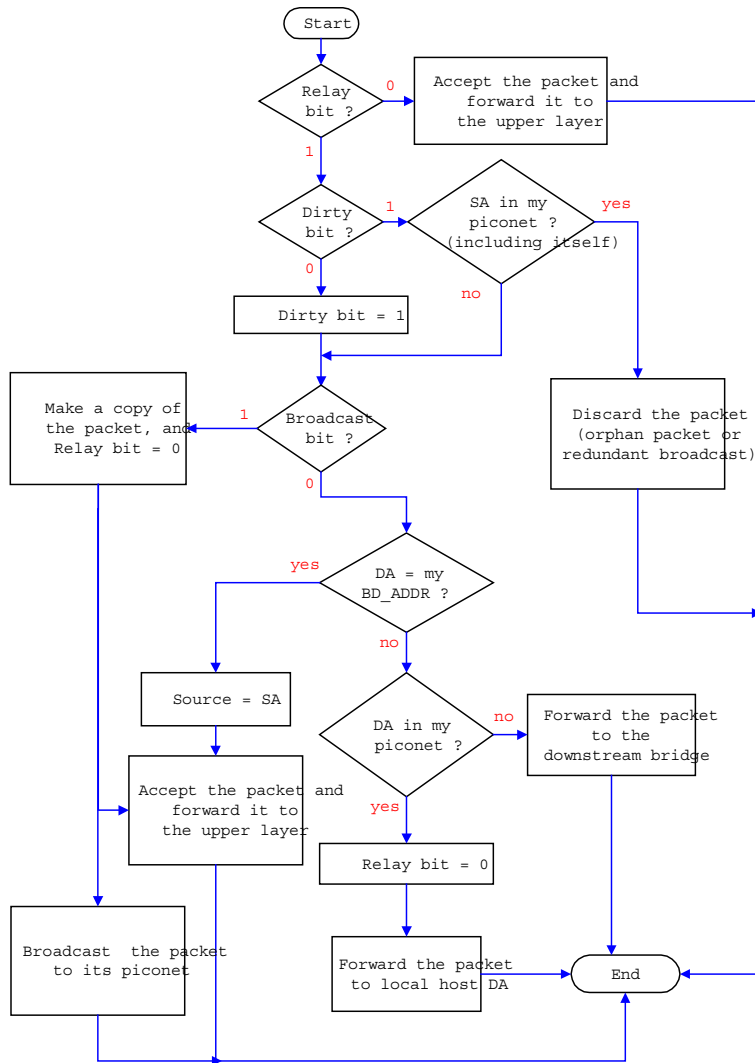 Start
Relay
bit ?
0
Accept the packet and
forward it to
the upper layer
1
Dirty
bit ?
1
SA in my
piconet ?
(including itself)
yes
0
no
Dirty bit = 1
Make a copy of
the packet, and
Relay bit = 0
1
Broadcast
bit ?
Discard the packet
(orphan packet or
redundant broadcast)
0
yes
DA = my
BD_ADDR ?
no
Source = SA
DA in my
piconet ?
no
Forward the packet
to the
downstream bridge
Accept the packet and
forward it to
the upper layer
yes
Relay bit = 0
Broadcast  the packet
to its piconet
Forward the packet
to local host DA
End